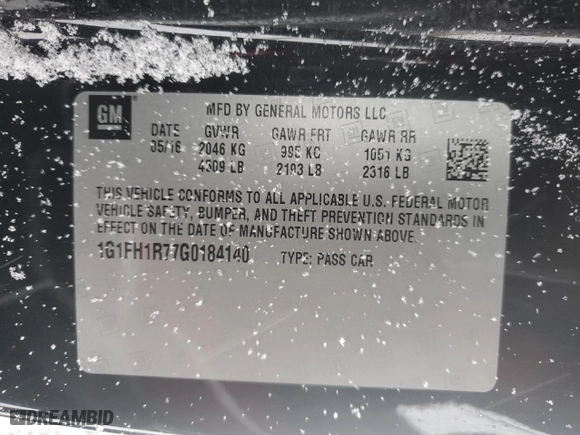 GM
MFD BY GENERAL MOTORS LLC
DATE GVWR GAWR FRT GAWR RR
05/16 2046 KG 995 KG 1051 KG
4509 LB 2193 LB 2316 LB
THIS VEHICLE CONFORMS TO ALL APPLICABLE U.S. FEDERAL MOTOR
VEHICLE SAFETY, BUMPER, AND THEFT PREVENTION STANDARDS IN
EFFECT ON THE DATE OF MANUFACTURE SHOWN ABOVE.
1G1FH1R77G0184140 TYPE: PASS CAR
DREAMBID